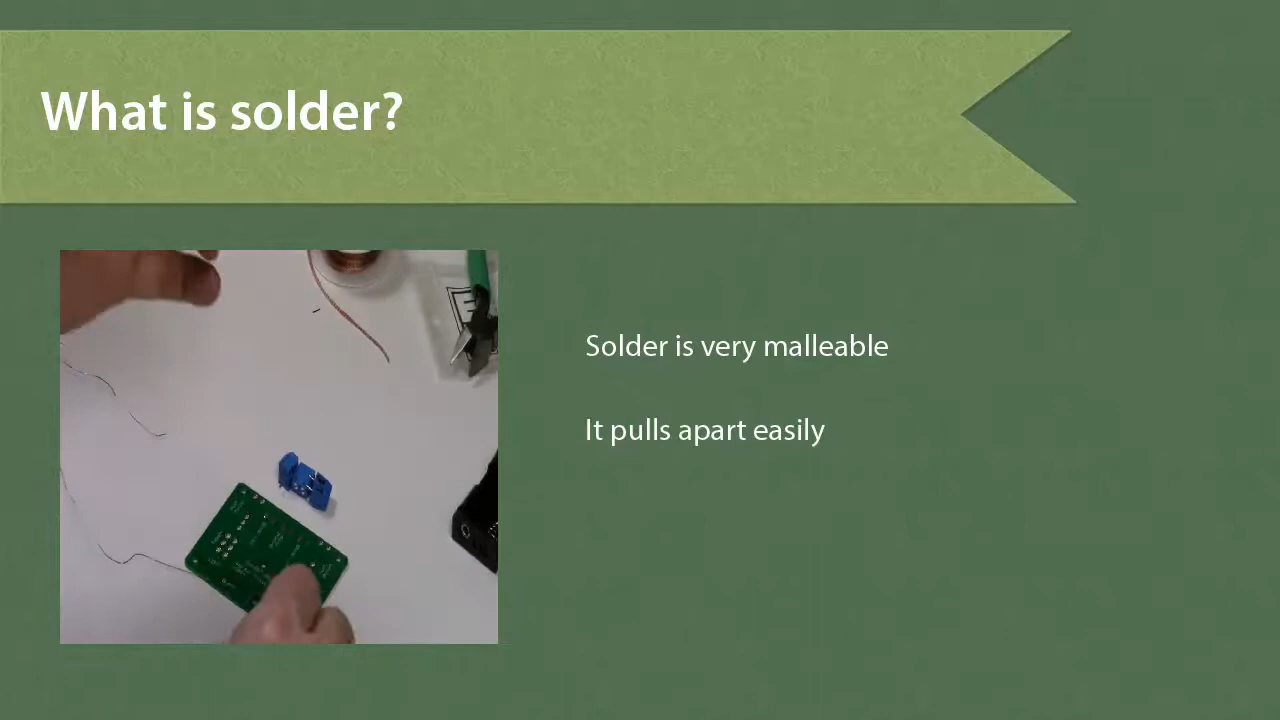 What is solder?
Solder is very malleable
It pulls apart easily